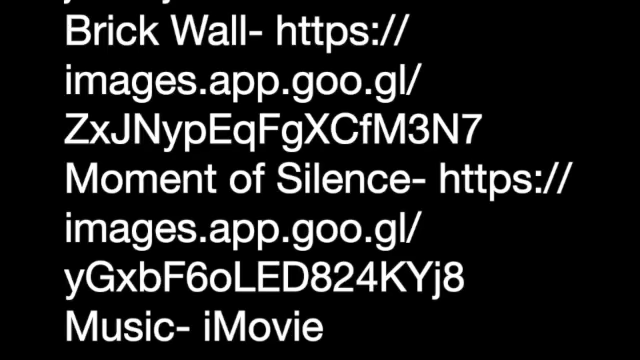 Brick Wall- https://
images.app.goo.gl/
ZxJNypEqFgXCfM3N7
Moment of Silence- https://
images.app.goo.gl/
yGxbF6oLED824KYj8
Music- iMovie